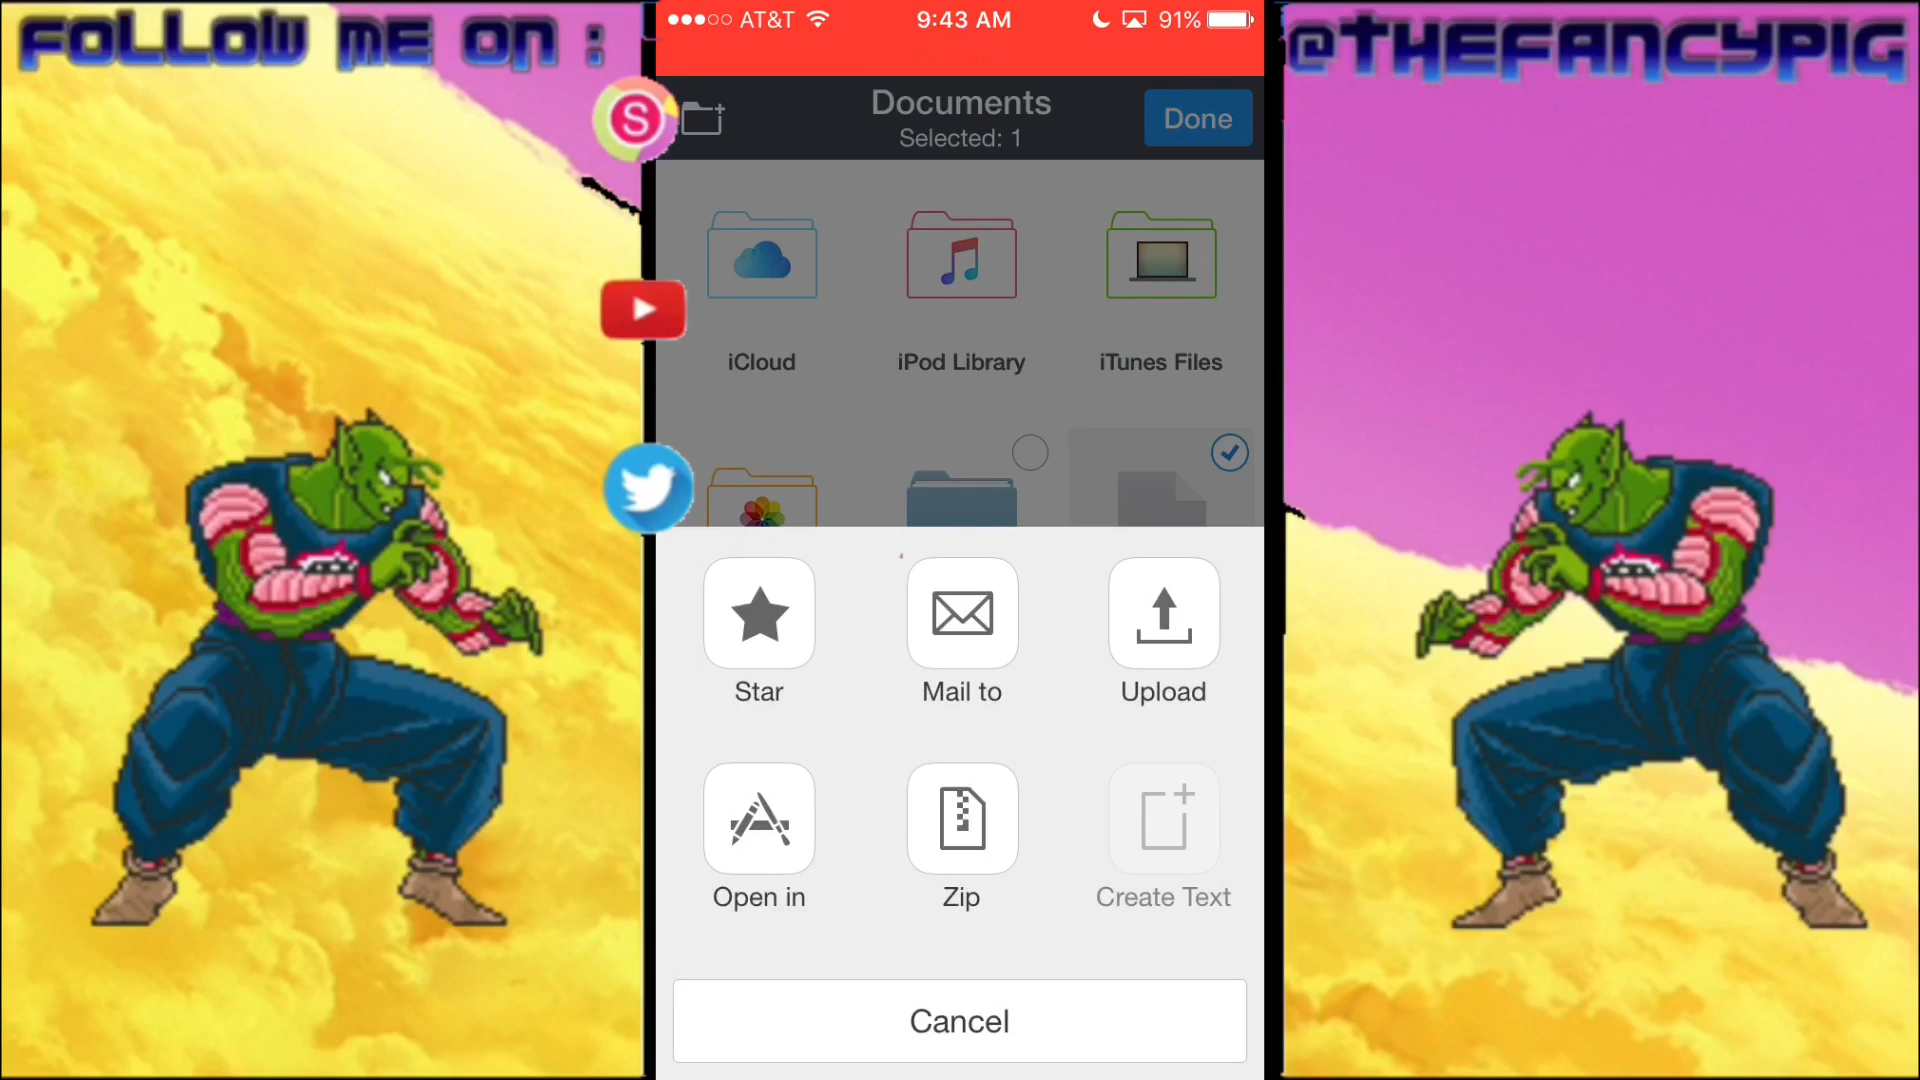 FOLLOW ME ON :
@THEFANCYPIG
AT&T
9:43 AM
91%
Documents
Selected: 1
Done
S
iCloud
iPod Library
iTunes Files
Star
Mail to
Upload
Open in
Zip
Create Text
Cancel